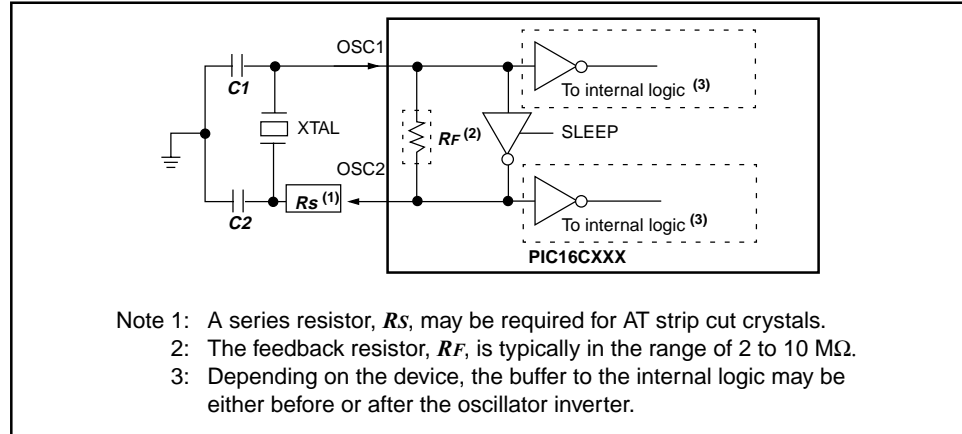 OSC1
C1
To internal logic (3)
XTAL
RF (2)
SLEEP
OSC2
Rs (1)
C2
To internal logic (3)
PIC16CXXX
Note 1: A series resistor, RS, may be required for AT strip cut crystals.
2: The feedback resistor, RF, is typically in the range of 2 to 10 MΩ.
3: Depending on the device, the buffer to the internal logic may be
either before or after the oscillator inverter.